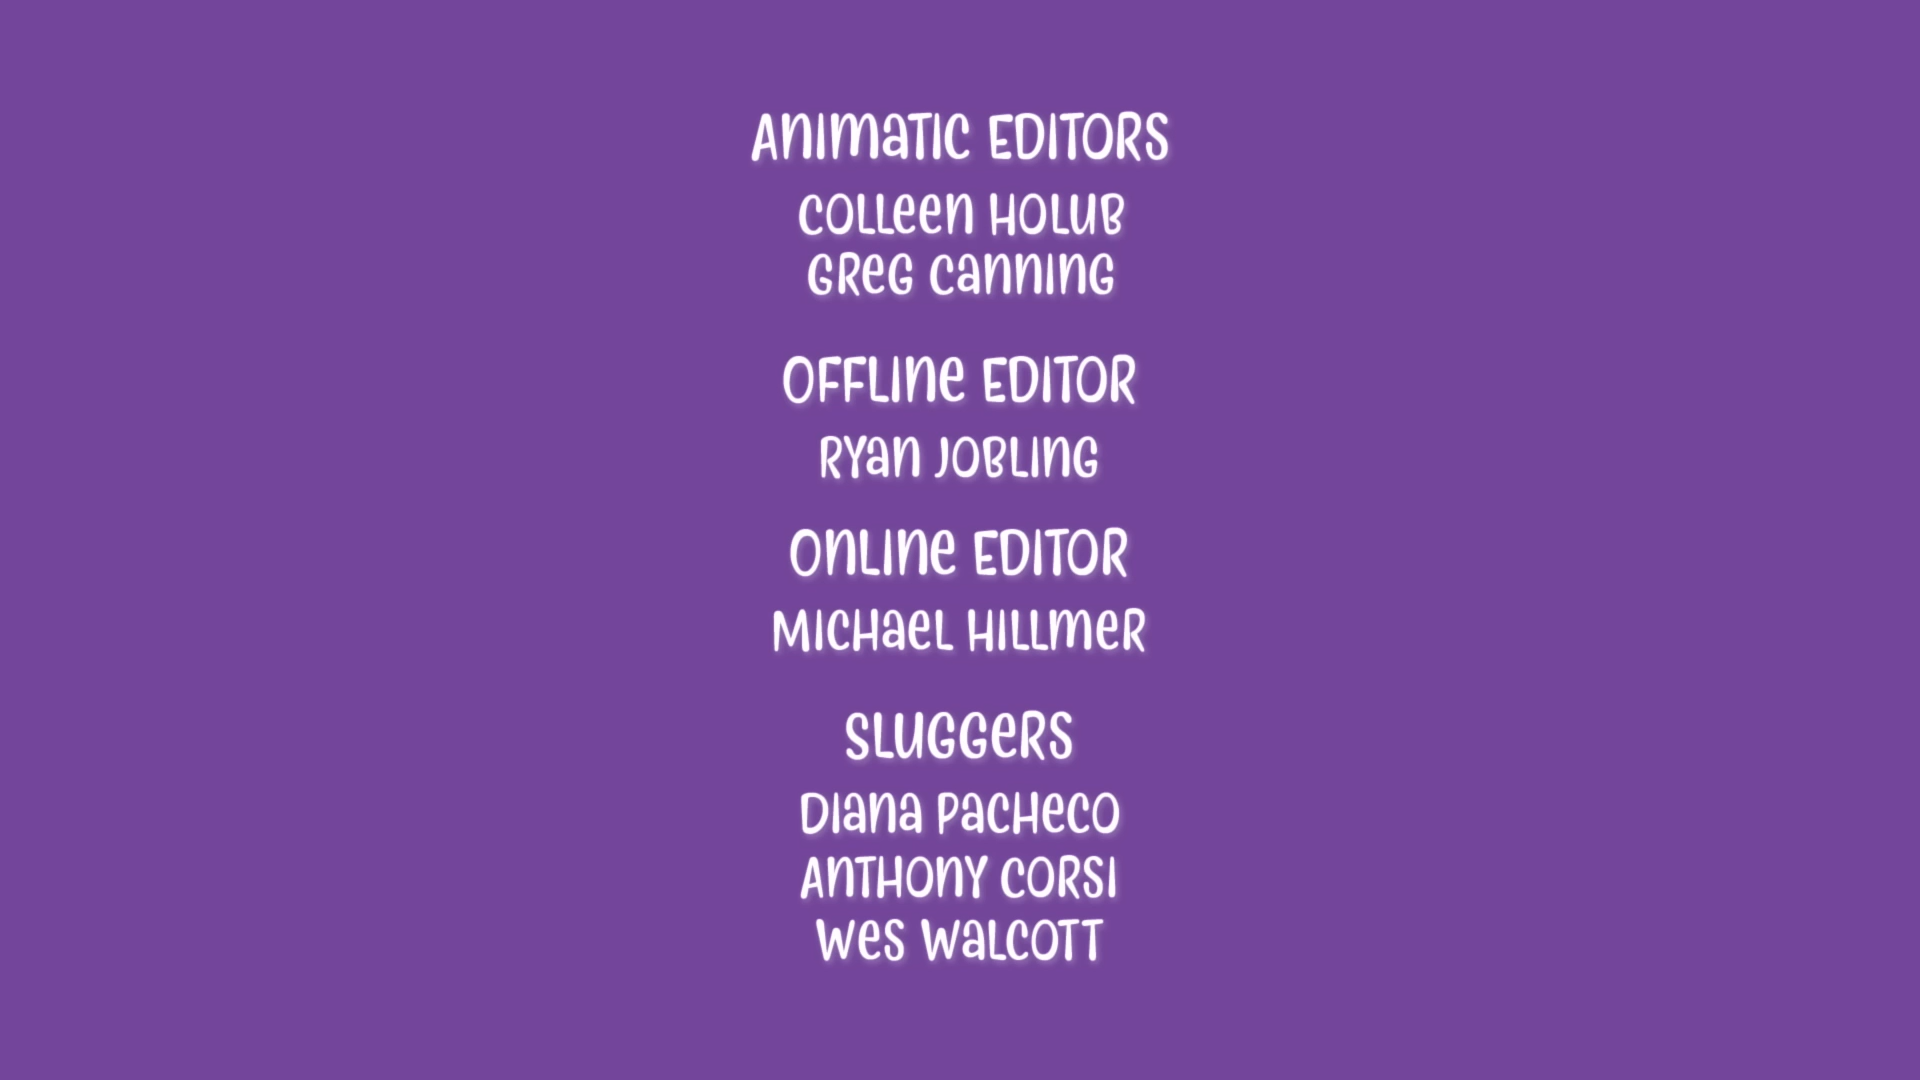 ANIMATIC EDITORS
COLLEEN HOLUB
GREG CANNING
OFFLINE EDITOR
RYAN JOBLING
ONLINE EDITOR
MICHAEL HILLMER
SLUGGERS
DIANA PACHECO
ANTHONY CORSI
WES WALCOTT